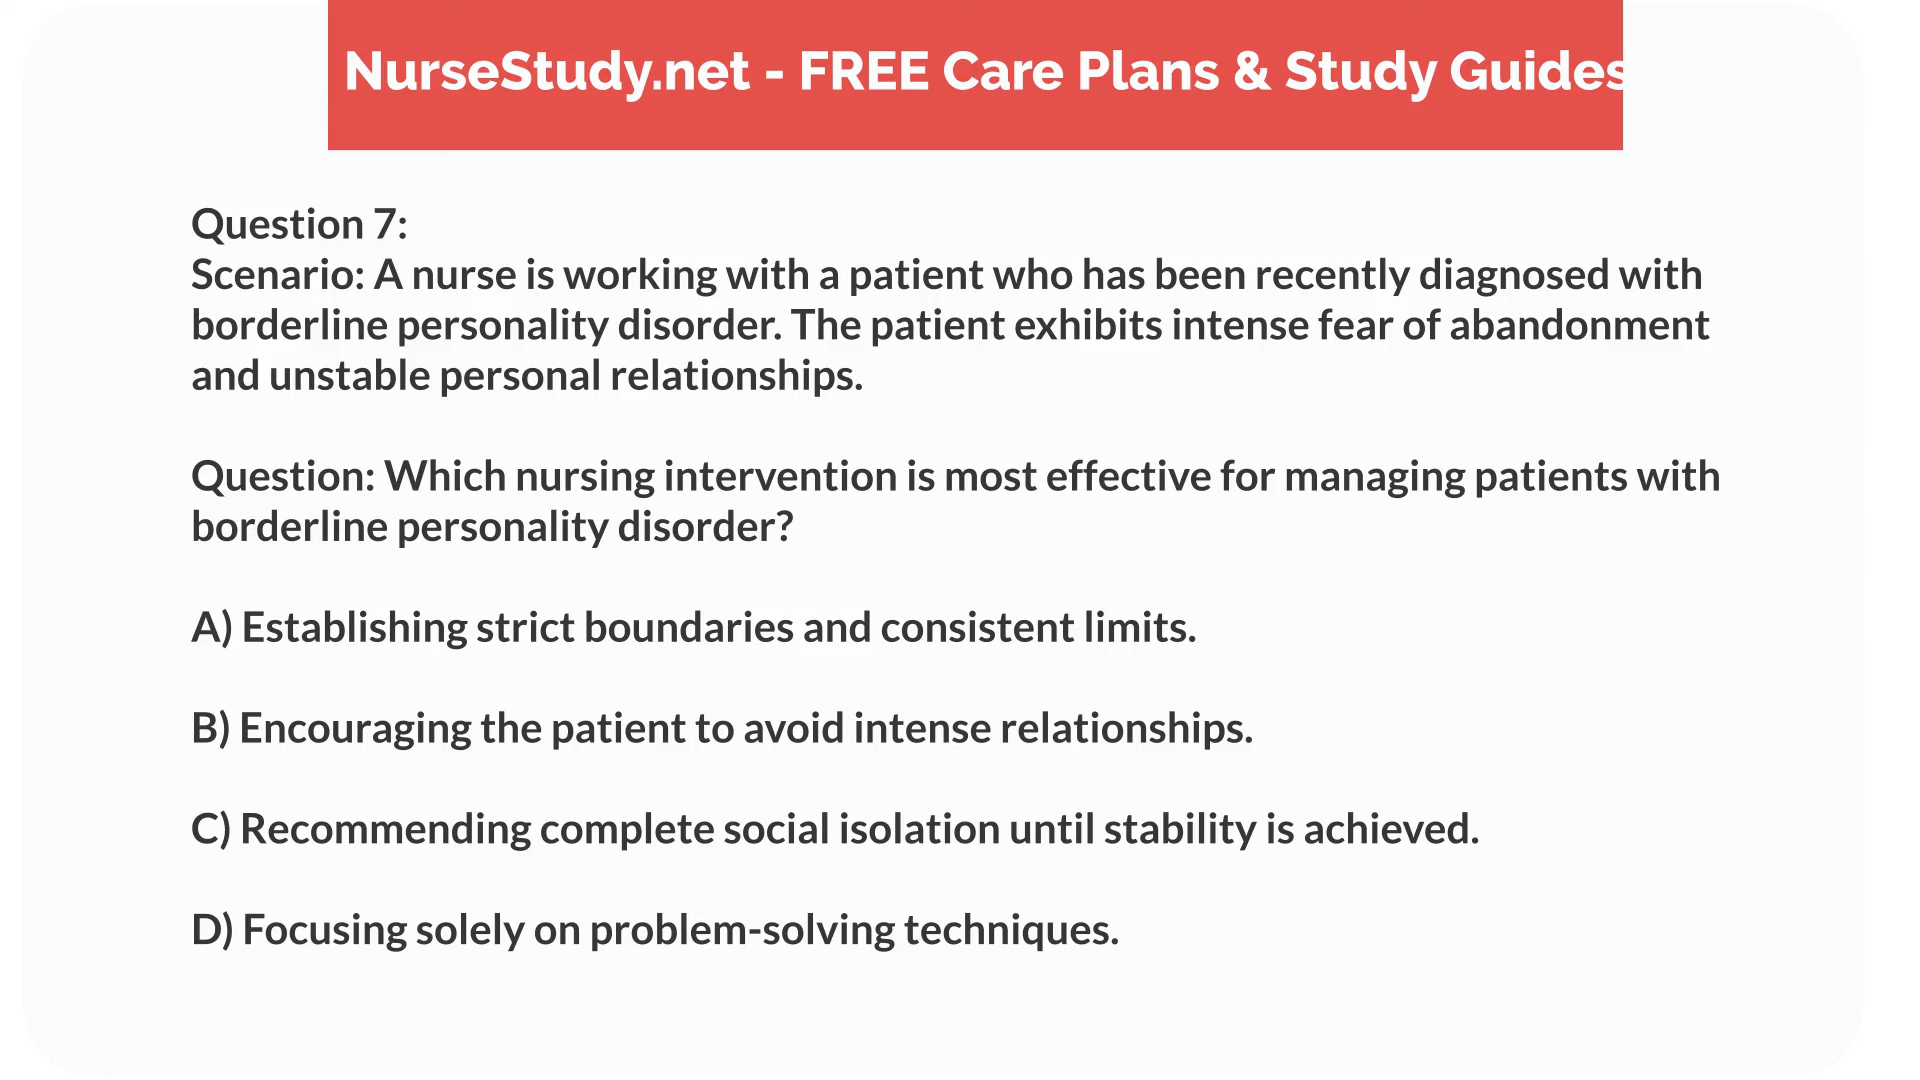 NurseStudy.net - FREE Care Plans & Study Guides
Question 7:
Scenario: A nurse is working with a patient who has been recently diagnosed with
borderline personality disorder. The patient exhibits intense fear of abandonment
and unstable personal relationships.
Question: Which nursing intervention is most effective for managing patients with
borderline personality disorder?
A) Establishing strict boundaries and consistent limits.
B) Encouraging the patient to avoid intense relationships.
C) Recommending complete social isolation until stability is achieved.
D) Focusing solely on problem-solving techniques.